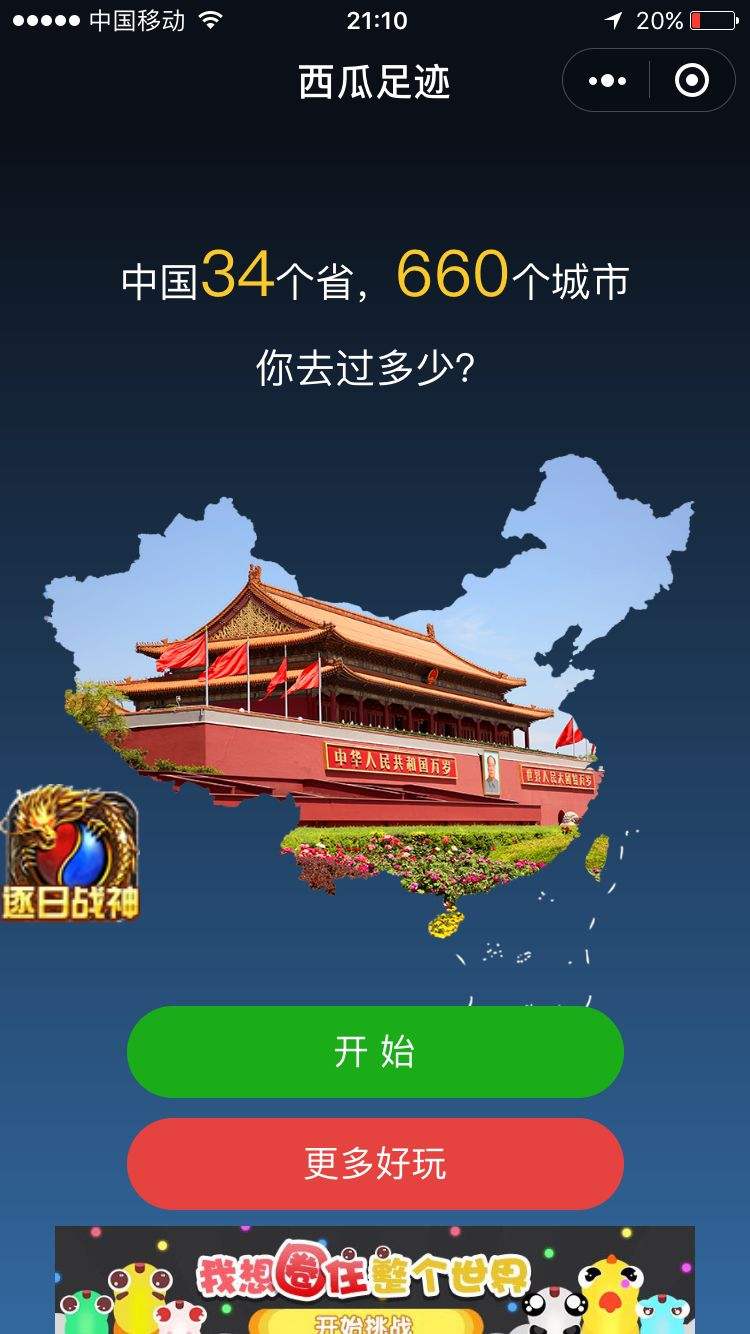 中国移动 21:10 20%
西瓜足迹
中国34个省，660个城市
你去过多少？
中华人民共和国万岁
世界人民大团结万岁
逐日战神
开 始
更多好玩
我想圈住整个世界
开始挑战